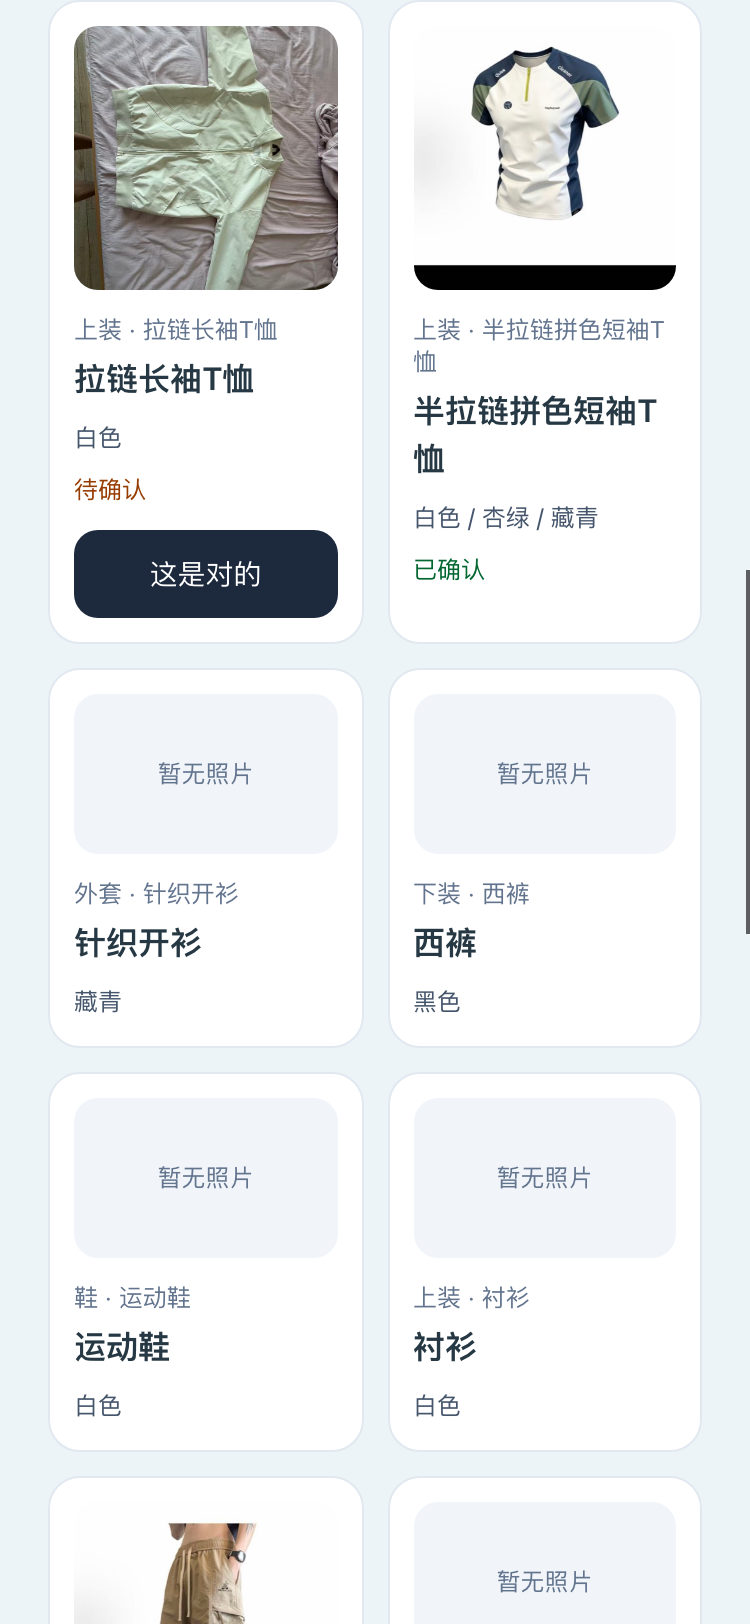 上装 · 拉链长袖T恤
拉链长袖T恤
白色
待确认
这是对的
上装 · 半拉链拼色短袖T
恤
半拉链拼色短袖T
恤
白色 / 杏绿 / 藏青
已确认
暂无照片
外套 · 针织开衫
针织开衫
藏青
暂无照片
下装 · 西裤
西裤
黑色
暂无照片
鞋 · 运动鞋
运动鞋
白色
暂无照片
上装 · 衬衫
衬衫
白色
暂无照片